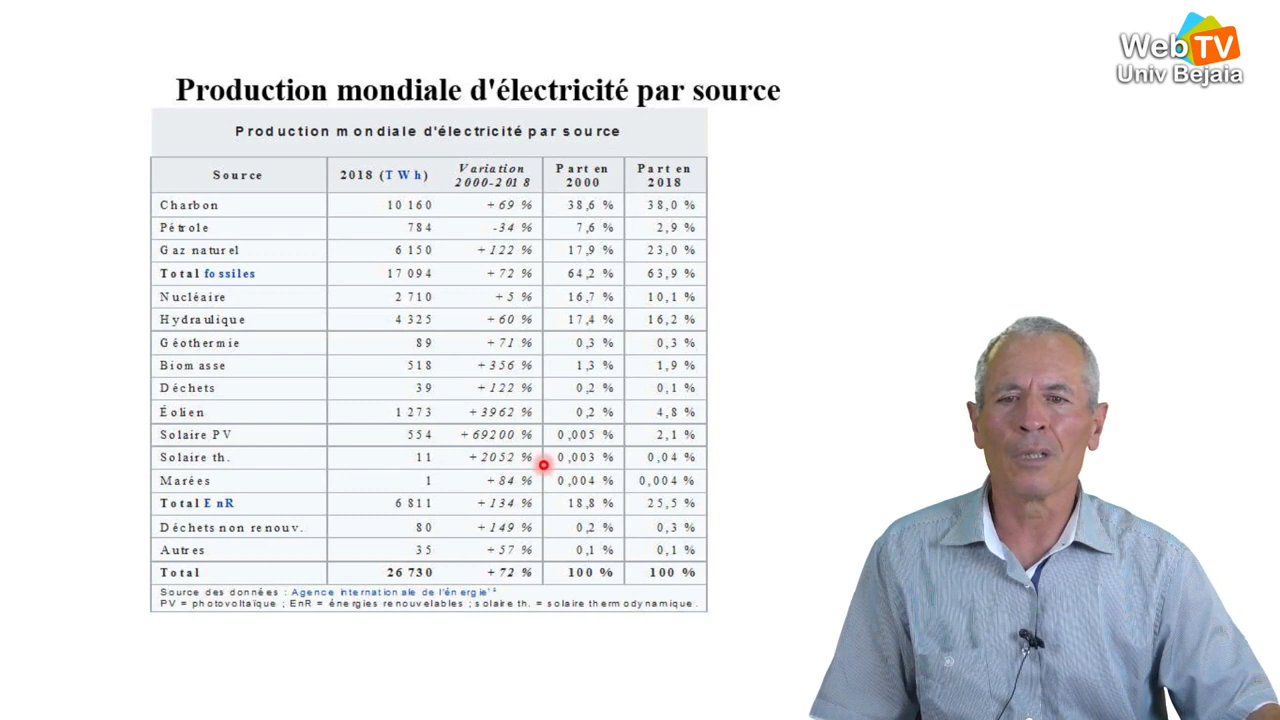 Web TV
Univ Bejaia
Production mondiale d'électricité par source
Production mondiale d'électricité par source
Source 2018 (TWh) Variation 2000-2018 Part en 2000 Part en 2018
Charbon 10 160 +69 % 38,6 % 38,0 %
Pétrole 784 -34 % 7,6 % 2,9 %
Gaz naturel 6 150 +122 % 17,9 % 23,0 %
Total fossiles 17 094 +72 % 64,2 % 63,9 %
Nucléaire 2 710 +5 % 16,7 % 10,1 %
Hydraulique 4 325 +60 % 17,4 % 16,2 %
Géothermie 89 +71 % 0,3 % 0,3 %
Biomasse 518 +356 % 1,3 % 1,9 %
Déchets 39 +122 % 0,2 % 0,1 %
Éolien 1 273 +3962 % 0,2 % 4,8 %
Solaire PV 554 +69200 % 0,005 % 2,1 %
Solaire th. 11 +2052 % 0,003 % 0,04 %
Marées 1 +84 % 0,004 % 0,004 %
Total EnR 6 811 +134 % 18,8 % 25,5 %
Déchets non renouv. 80 +149 % 0,2 % 0,3 %
Autres 35 +57 % 0,1 % 0,1 %
Total 26 730 +72 % 100 % 100 %
Source des données : Agence internationale de l'énergie
PV = photovoltaïque ; EnR = énergies renouvelables ; solaire th. = solaire thermodynamique.